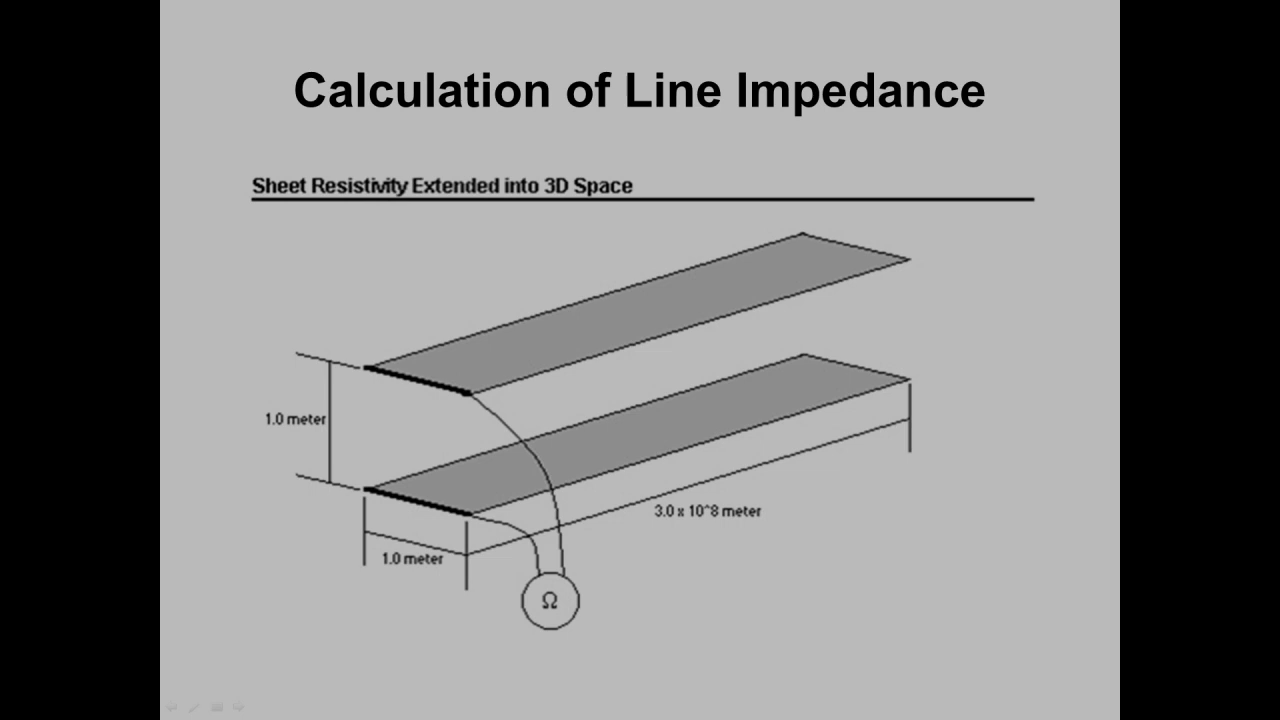 Calculation of Line Impedance
Sheet Resistivity Extended into 3D Space
1.0 meter
3.0 x 10^8 meter
1.0 meter
Ω